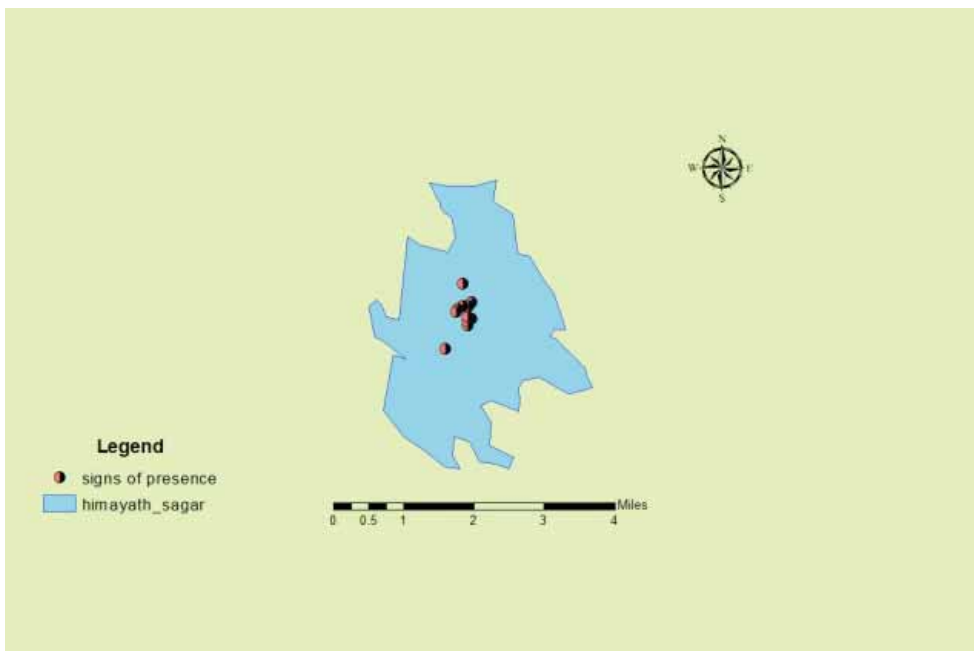 N
W E
S
Legend
signs of presence
himayath_sagar
Miles
0 0.5 1 2 3 4